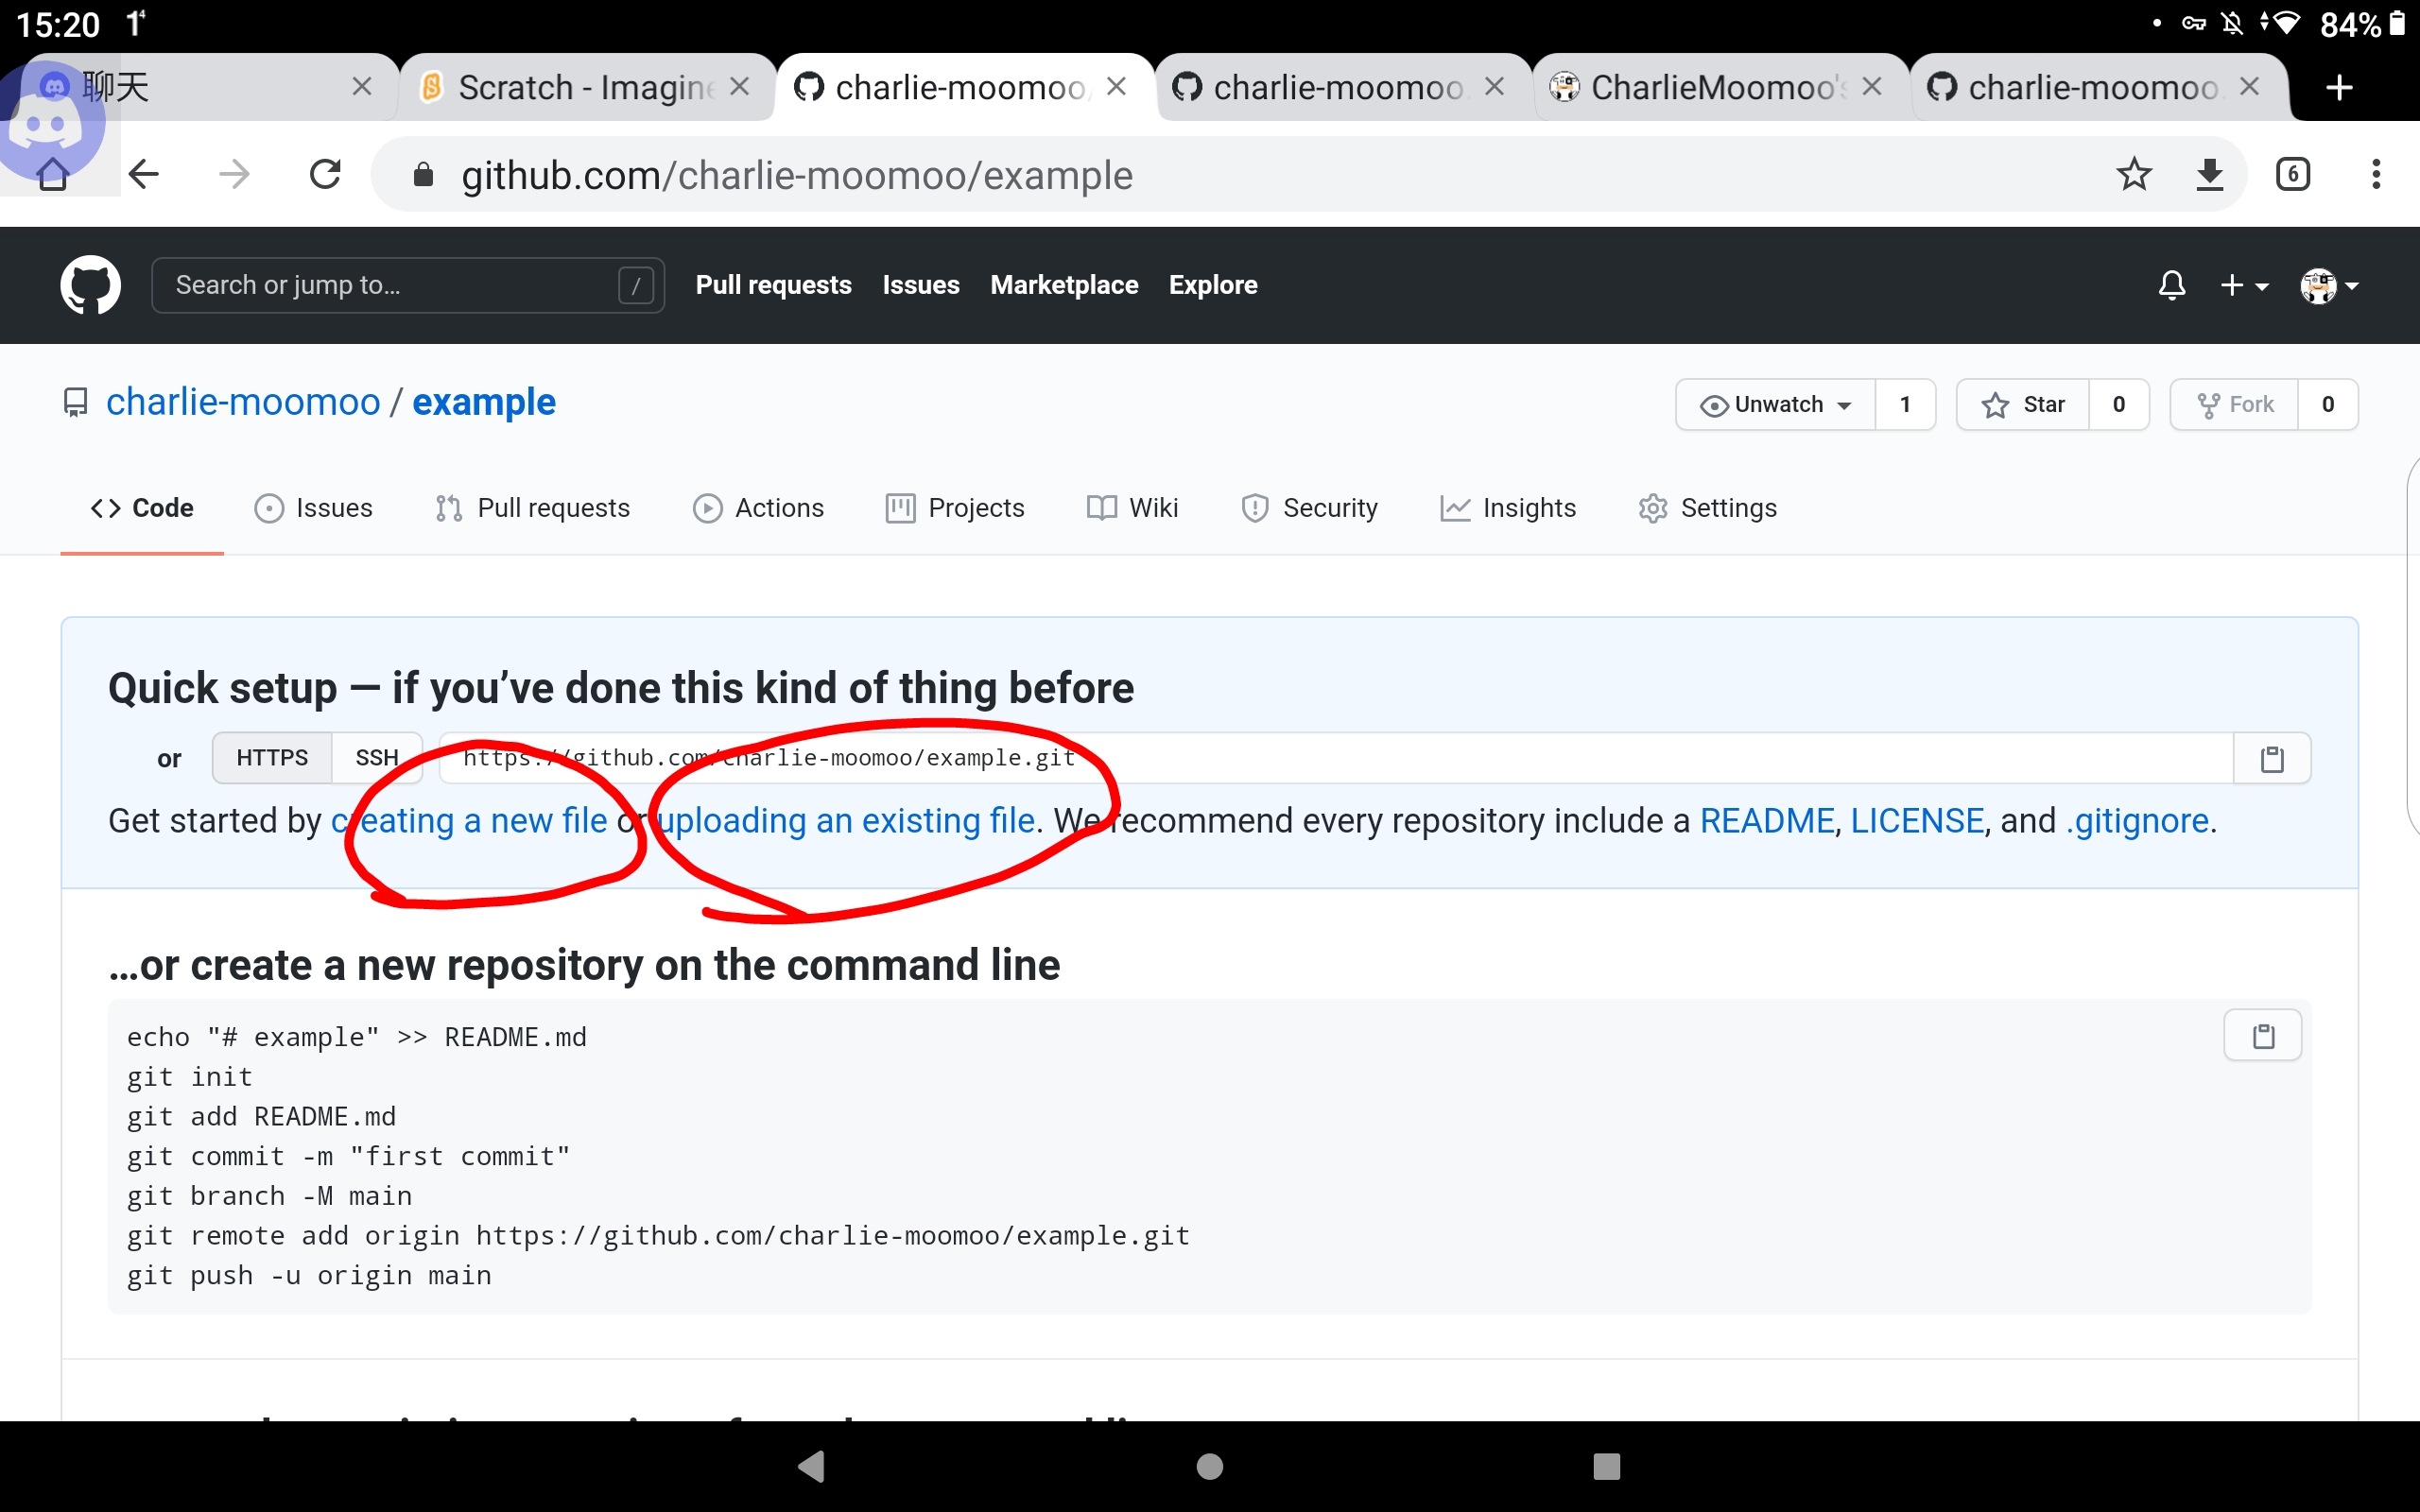 15:20 84%
聊天 Scratch - Imagine charlie-moomoo/ charlie-moomoo. CharlieMoomoo's charlie-moomoo.
github.com/charlie-moomoo/example 6
Search or jump to… / Pull requests Issues Marketplace Explore
charlie-moomoo / example Unwatch 1 Star 0 Fork 0
Code Issues Pull requests Actions Projects Wiki Security Insights Settings
Quick setup — if you’ve done this kind of thing before
or HTTPS SSH https://github.com/charlie-moomoo/example.git
Get started by creating a new file or uploading an existing file. We recommend every repository include a README, LICENSE, and .gitignore.
…or create a new repository on the command line
echo "# example" >> README.md
git init
git add README.md
git commit -m "first commit"
git branch -M main
git remote add origin https://github.com/charlie-moomoo/example.git
git push -u origin main